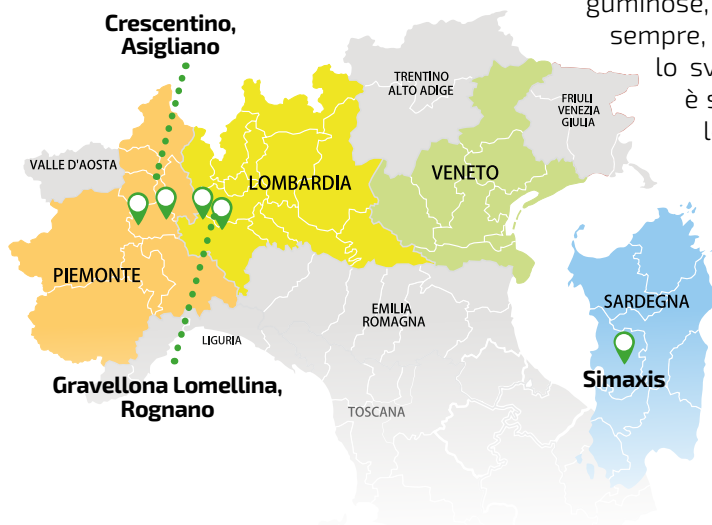 Crescentino,
Asigliano
guminose,
sempre,
lo sv
è s
l
TRENTINO
ALTO ADIGE
FRIULI
VENEZIA
GIULIA
VALLE D'AOSTA
LOMBARDIA
VENETO
PIEMONTE
SARDEGNA
EMILIA
ROMAGNA
LIGURIA
Simaxis
Gravellona Lomellina,
Rognano
TOSCANA